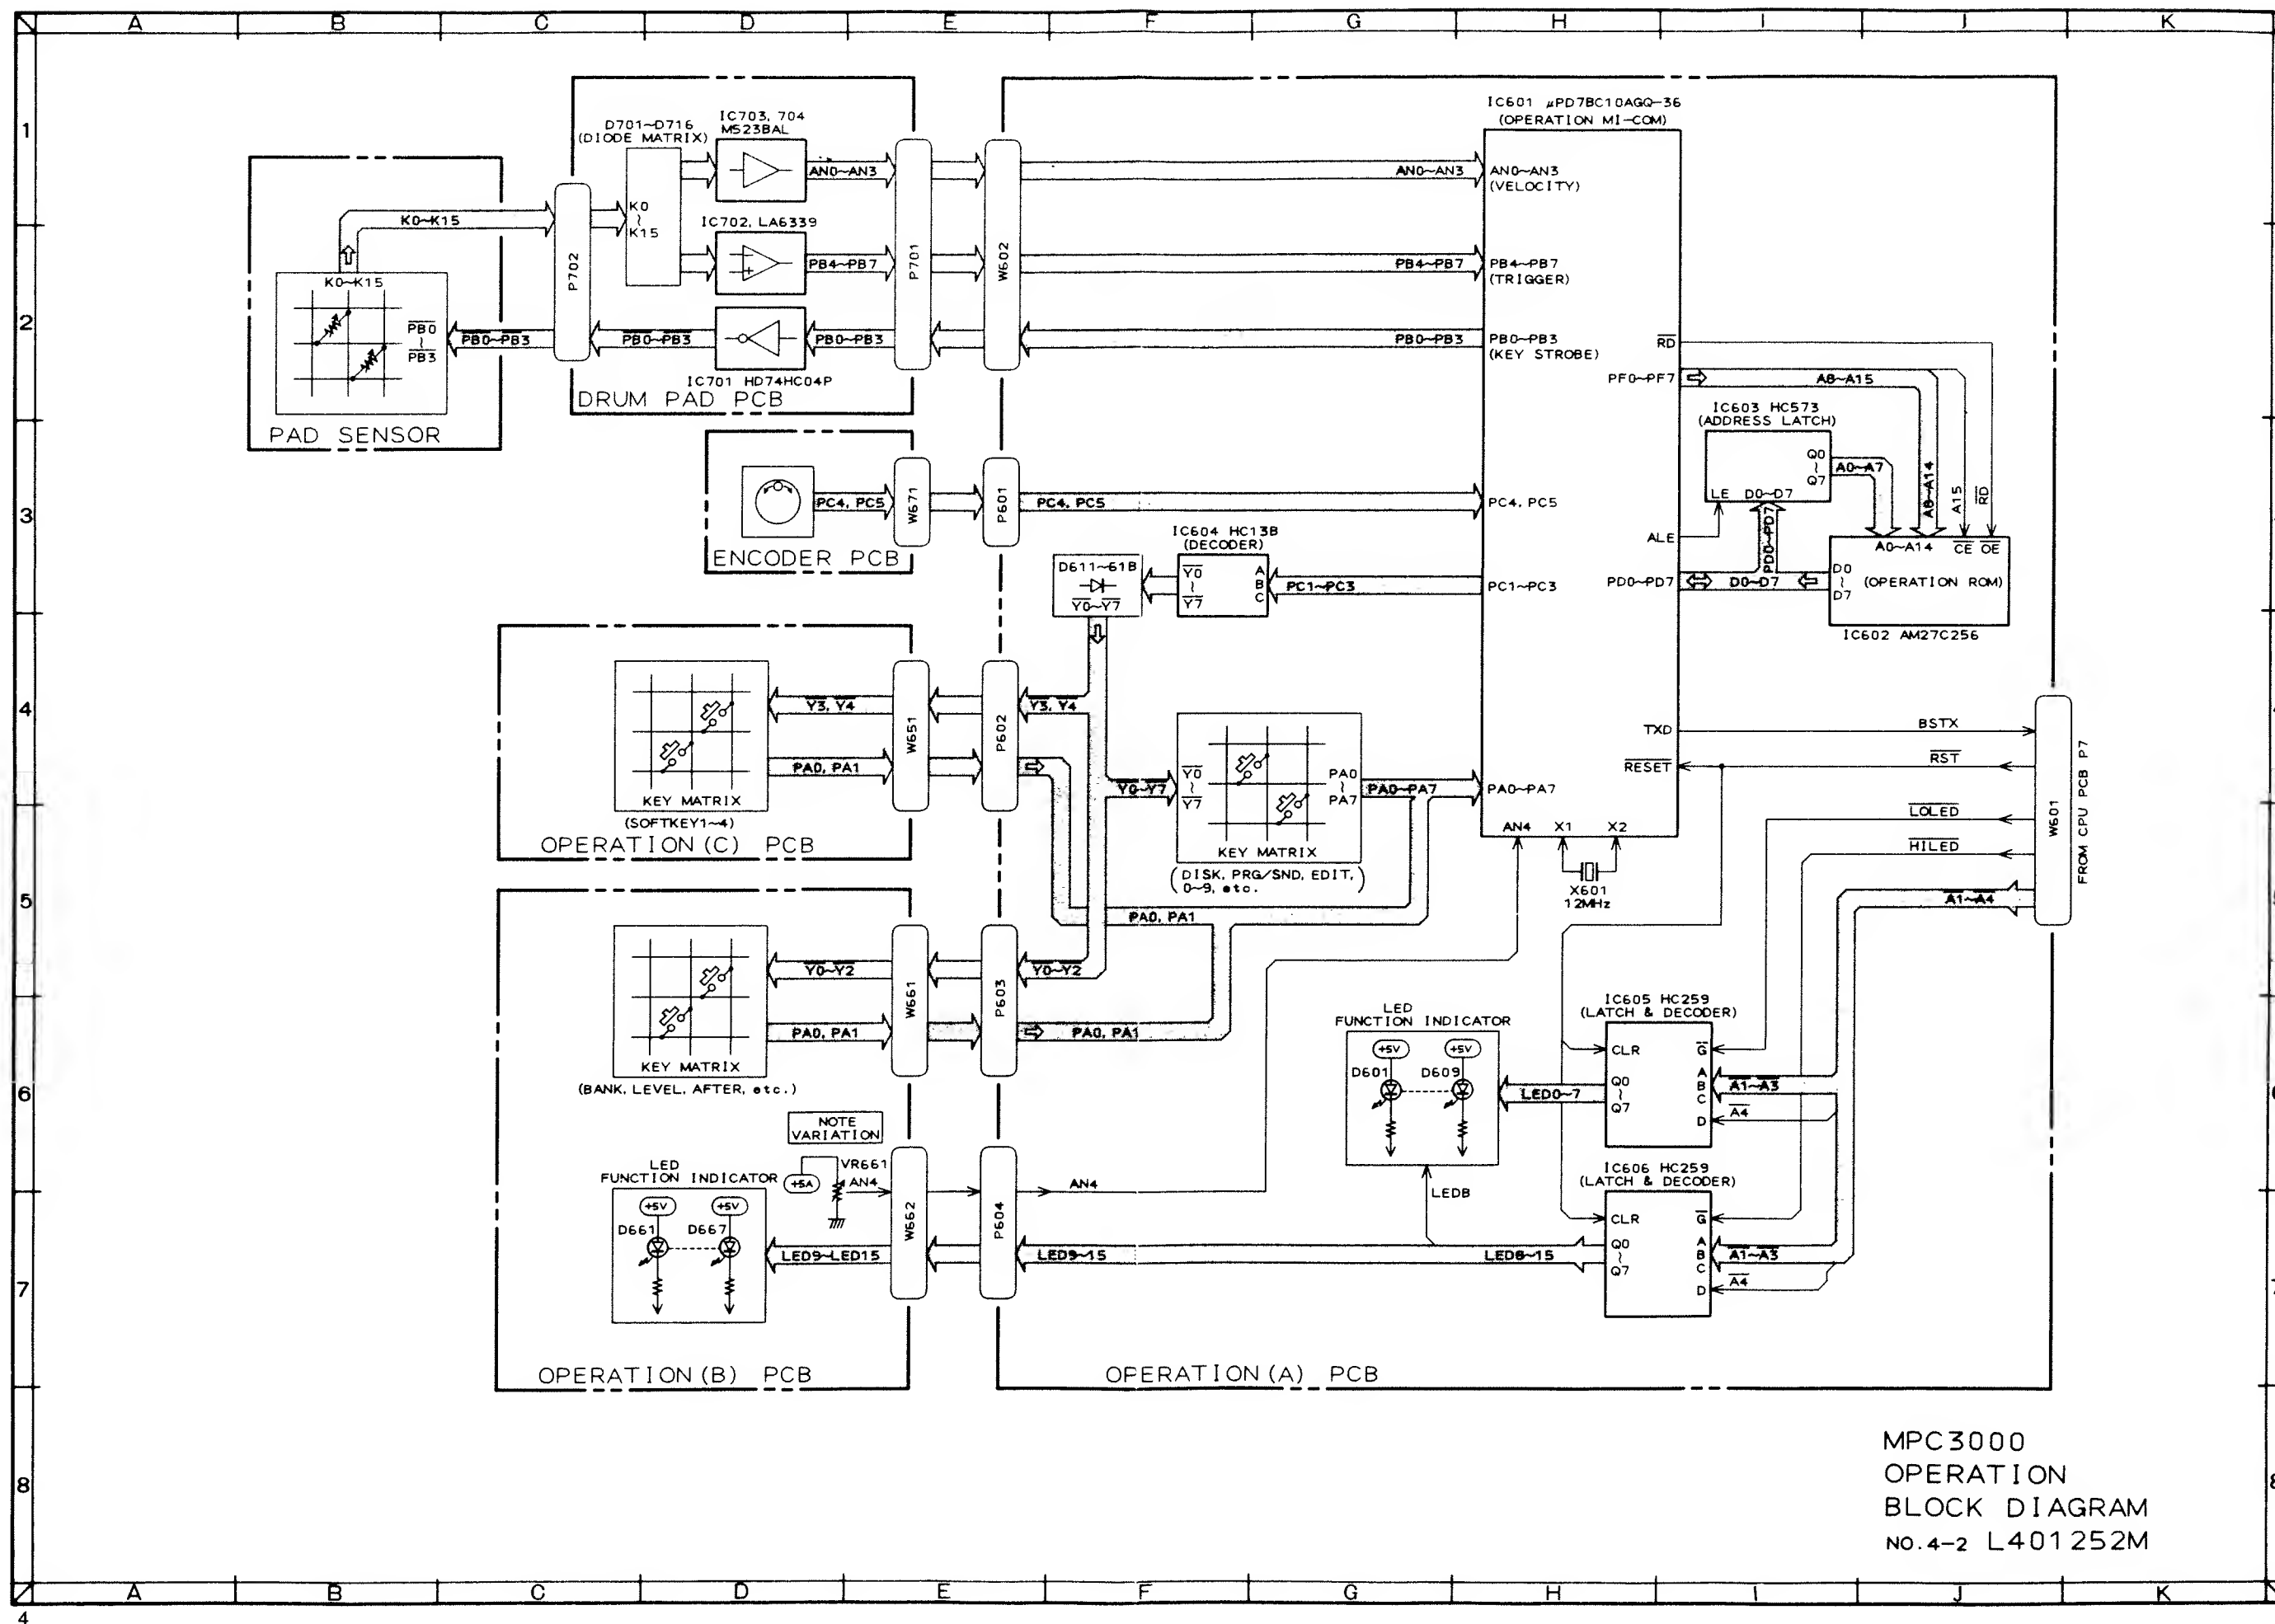 A B C D E F G H I J K
1
2
3
4
5
6
7
8
IC601 μPD78C10AGQ-36
(OPERATION MI-COM)
D701~D716
(DIODE MATRIX)
IC703, 704
M5238AL
AN0~AN3
AN0~AN3
AN0~AN3
(VELOCITY)
K0~K15
K0
~
K15
IC702, LA6339
PB4~PB7
PB4~PB7
PB4~PB7
(TRIGGER)
P702
P701
W602
K0~K15
PB0
~
PB3
PB0~PB3
PB0~PB3
PB0~PB3
PB0~PB3
PB0~PB3
(KEY STROBE)
IC701 HD74HC04P
DRUM PAD PCB
PAD SENSOR
RD
PF0~PF7
A8~A15
IC603 HC573
(ADDRESS LATCH)
Q0
~
Q7
LE D0~D7
A0~A7
A8~A14
A15
RD
PC4, PC5
W671
P601
PC4, PC5
PC4, PC5
ENCODER PCB
ALE
PD0~PD7
A0~A14 CE OE
D0
~
D7
(OPERATION ROM)
IC602 AM27C256
PD0~PD7
D0~D7
IC604 HC138
(DECODER)
D611~618
Y0~Y7
Y0
~
Y7
A
B
C
PC1~PC3
PC1~PC3
Y3, Y4
W651
P602
Y3, Y4
PA0, PA1
KEY MATRIX
(SOFTKEY1~4)
OPERATION(C) PCB
Y0~Y7
Y0
~
Y7
PA0
~
PA7
PA0~PA7
PA0~PA7
KEY MATRIX
(DISK, PRG/SND, EDIT,
0~9, etc.)
AN4 X1 X2
X601
12MHz
TXD
BSTX
RESET
RST
LOLED
HILED
A1~A4
W601
FROM CPU PCB P7
PA0, PA1
Y0~Y2
W661
P603
Y0~Y2
PA0, PA1
PA0, PA1
KEY MATRIX
(BANK, LEVEL, AFTER, etc.)
LED
FUNCTION INDICATOR
+5V +5V
D601 D609
LED0~7
IC605 HC259
(LATCH & DECODER)
CLR
Q0
~
Q7
G
A
B
C
D
A1~A3
A4
NOTE
VARIATION
VR661
+5A
AN4
AN4
W662
P604
LED
FUNCTION INDICATOR
+5V +5V
D661 D667
LED9~LED15
LED9~15
LED8
LED8~15
IC606 HC259
(LATCH & DECODER)
CLR
Q0
~
Q7
G
A
B
C
D
A1~A3
A4
OPERATION(B) PCB
OPERATION(A) PCB
MPC3000
OPERATION
BLOCK DIAGRAM
NO.4-2 L401252M
A B C D E F G H I J K
4